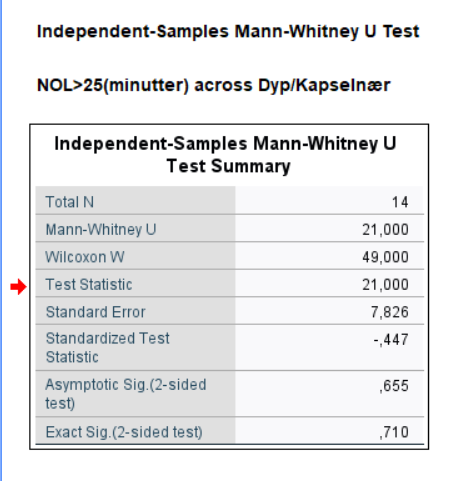 Independent-Samples Mann-Whitney U Test
NOL>25(minutter) across Dyp/Kapselnær
Independent-Samples Mann-Whitney U
Test Summary
Total N 14
Mann-Whitney U 21,000
Wilcoxon W 49,000
Test Statistic 21,000
Standard Error 7,826
Standardized Test
Statistic -,447
Asymptotic Sig.(2-sided
test) ,655
Exact Sig.(2-sided test) ,710